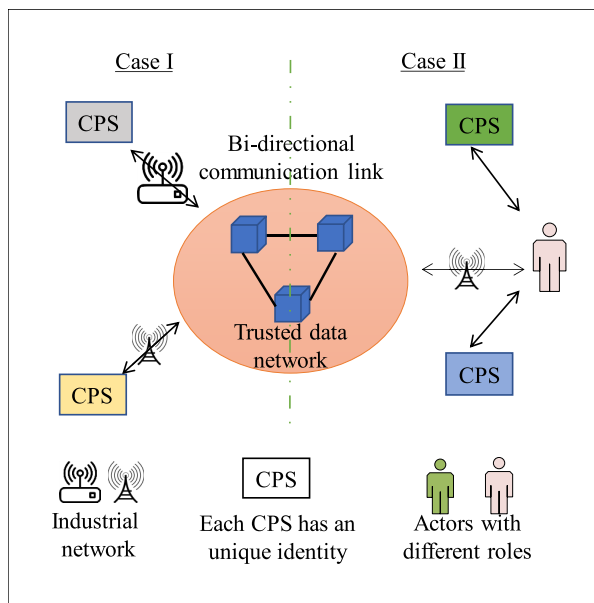 Case I
Case II
CPS
CPS
Bi-directional
communication link
Trusted data
network
CPS
CPS
CPS
Industrial
network
Each CPS has an
unique identity
Actors with
different roles